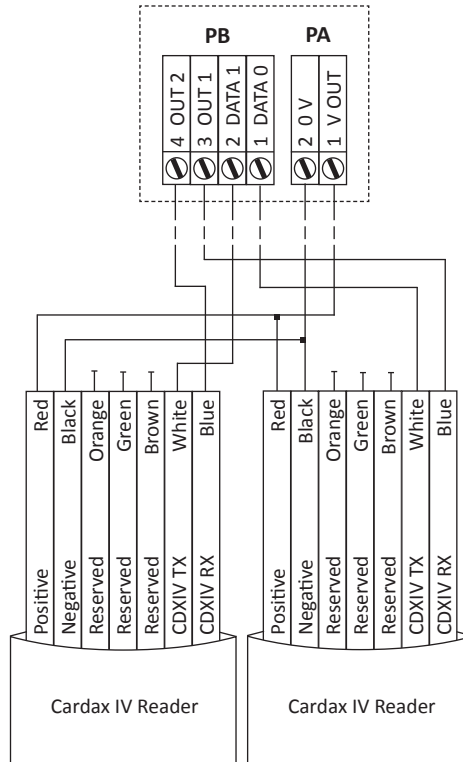 PB
PA
4 OUT 2
3 OUT 1
2 DATA 1
1 DATA 0
2 0 V
1 V OUT
Red
Black
Orange
Green
Brown
White
Blue
Red
Black
Orange
Green
Brown
White
Blue
Positive
Negative
Reserved
Reserved
Reserved
CDXIV TX
CDXIV RX
Positive
Negative
Reserved
Reserved
Reserved
CDXIV TX
CDXIV RX
Cardax IV Reader
Cardax IV Reader